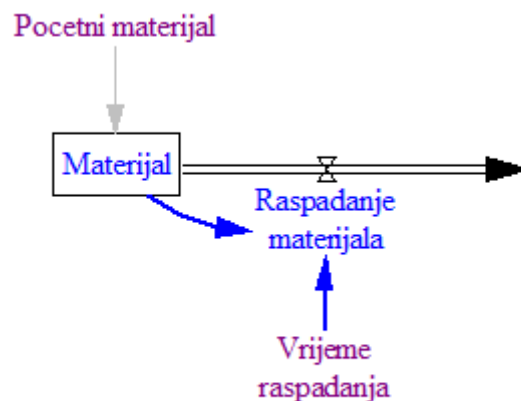 Pocetni materijal
Materijal
Raspadanje
materijala
Vrijeme
raspadanja